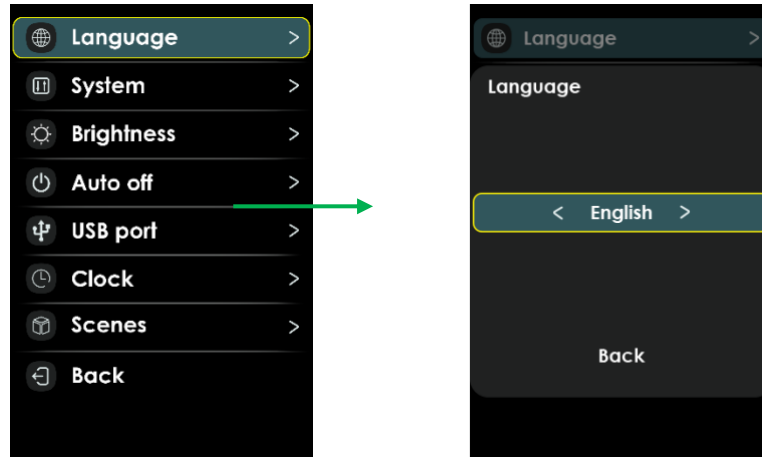 Language >
System >
Brightness >
Auto off >
USB port >
Clock >
Scenes >
Back
Language >
Language
< English >
Back